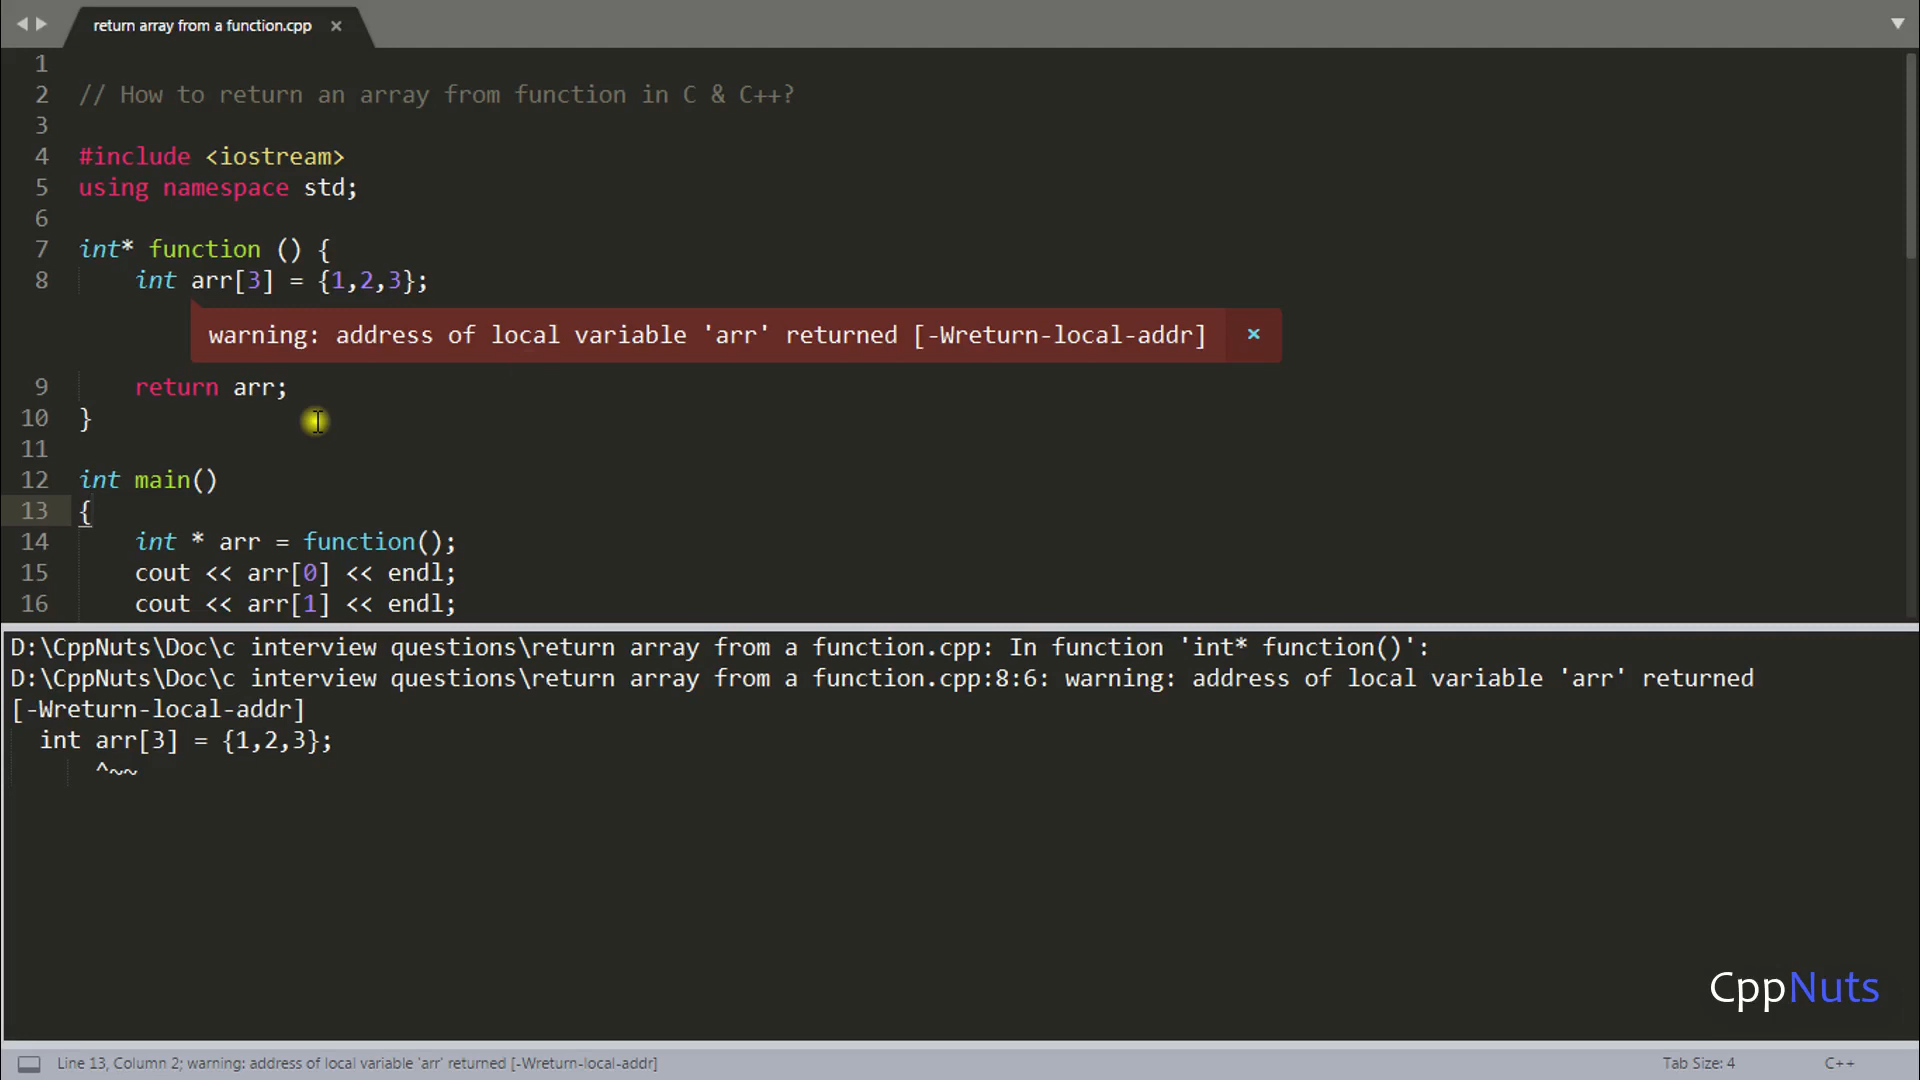 return array from a function.cpp ×
1
2 // How to return an array from function in C & C++?
3
4 #include <iostream>
5 using namespace std;
6
7 int* function () {
8 int arr[3] = {1,2,3};
warning: address of local variable 'arr' returned [-Wreturn-local-addr] ×
9 return arr;
10 }
11
12 int main()
13 {
14 int * arr = function();
15 cout << arr[0] << endl;
16 cout << arr[1] << endl;
D:\CppNuts\Doc\c interview questions\return array from a function.cpp: In function 'int* function()':
D:\CppNuts\Doc\c interview questions\return array from a function.cpp:8:6: warning: address of local variable 'arr' returned
[-Wreturn-local-addr]
int arr[3] = {1,2,3};
^~~
CppNuts
Line 13, Column 2; warning: address of local variable 'arr' returned [-Wreturn-local-addr] Tab Size: 4 C++